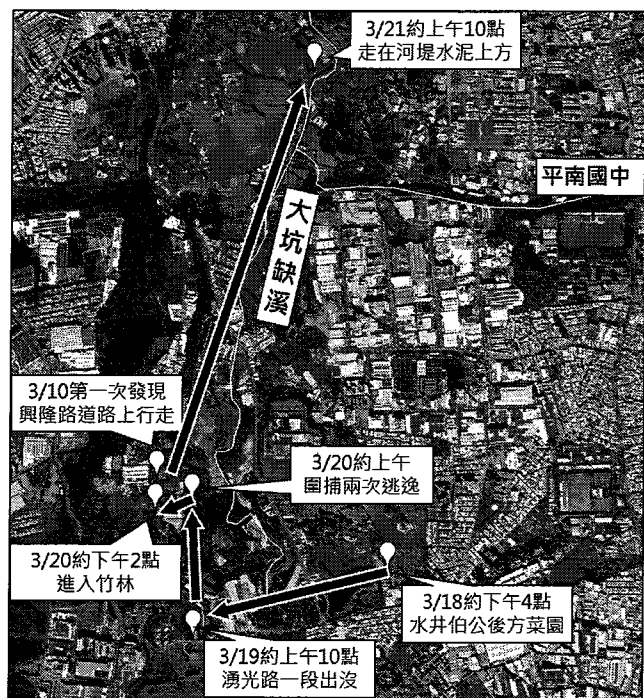 3/21約上午10點
走在河堤水泥上方
平南國中
大坑缺溪
3/10第一次發現
興隆路道路上行走
3/20約上午
圍捕兩次逃逸
3/20約下午2點
進入竹林
3/18約下午4點
水井伯公後方菜園
3/19約上午10點
湧光路一段出沒